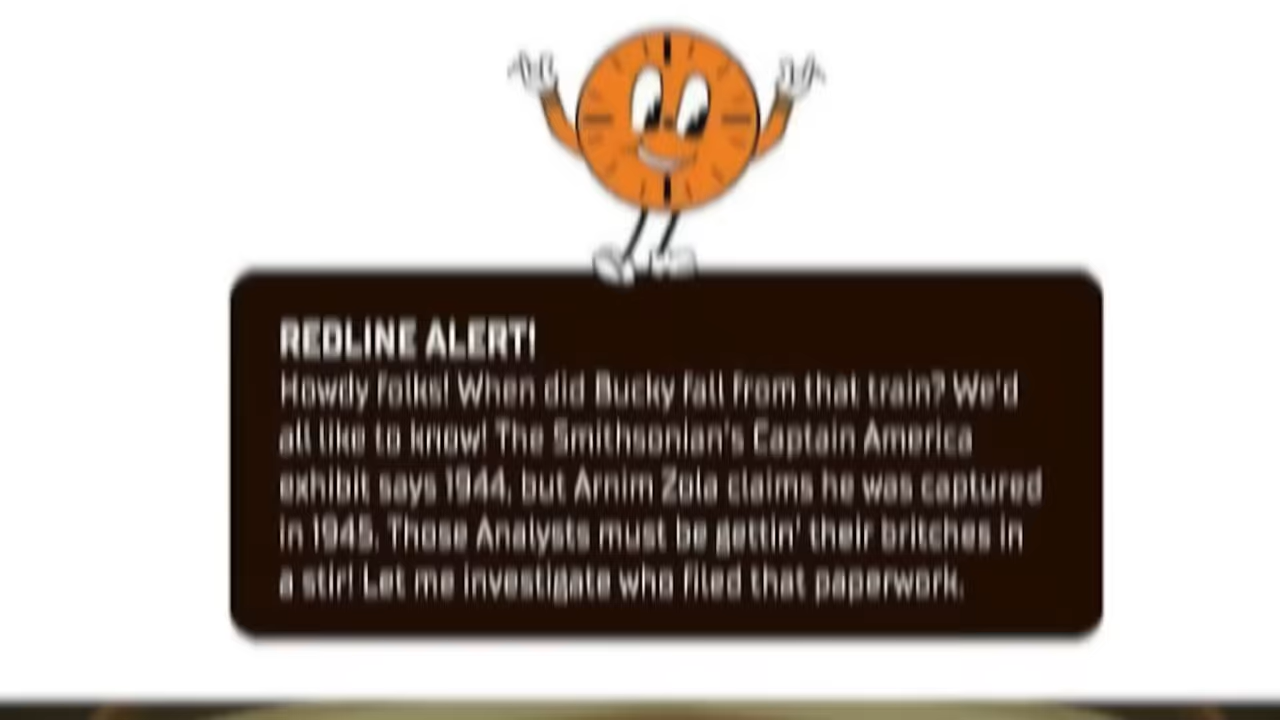 REDLINE ALERT!
Howdy folks! When did Bucky fall from that train? We'd
all like to know! The Smithsonian's Captain America
exhibit says 1944, but Arnim Zola claims he was captured
in 1945. Those Analysts must be gettin' their britches in
a stir! Let me investigate who filed that paperwork.